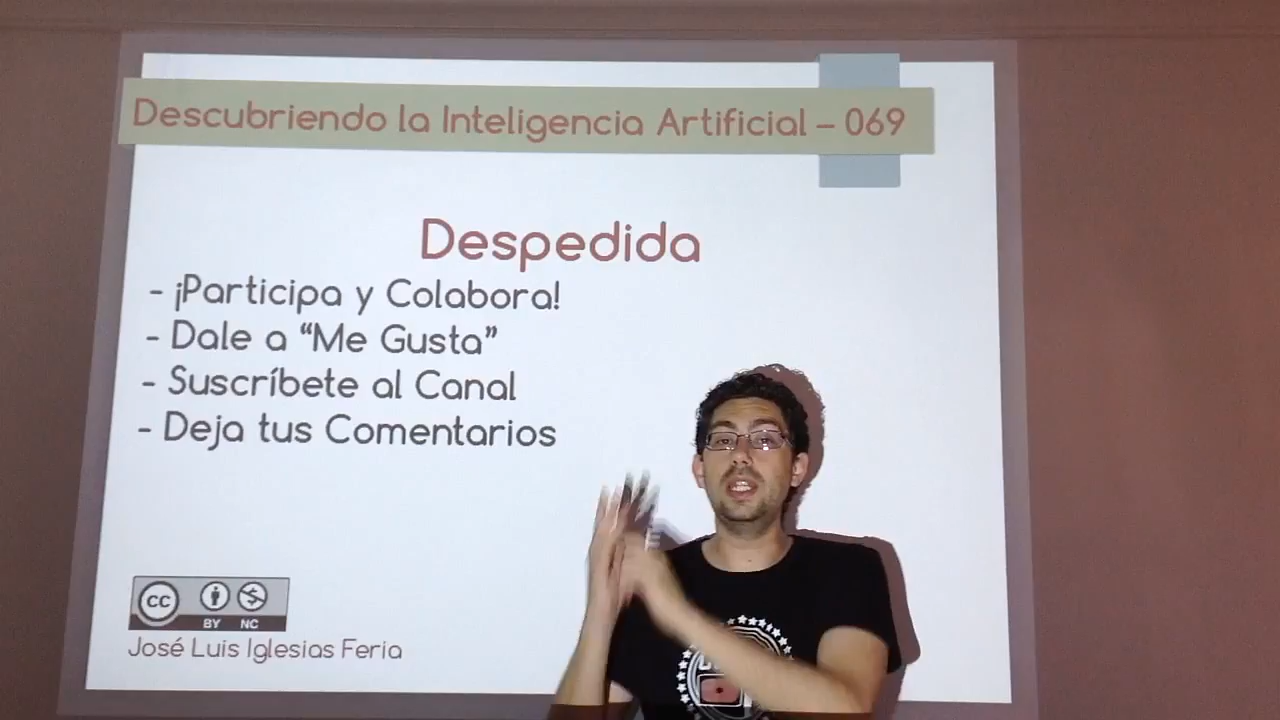 Descubriendo la Inteligencia Artificial – 069
Despedida
- ¡Participa y Colabora!
- Dale a “Me Gusta”
- Suscríbete al Canal
- Deja tus Comentarios
CC
BY NC
José Luis Iglesias Feria